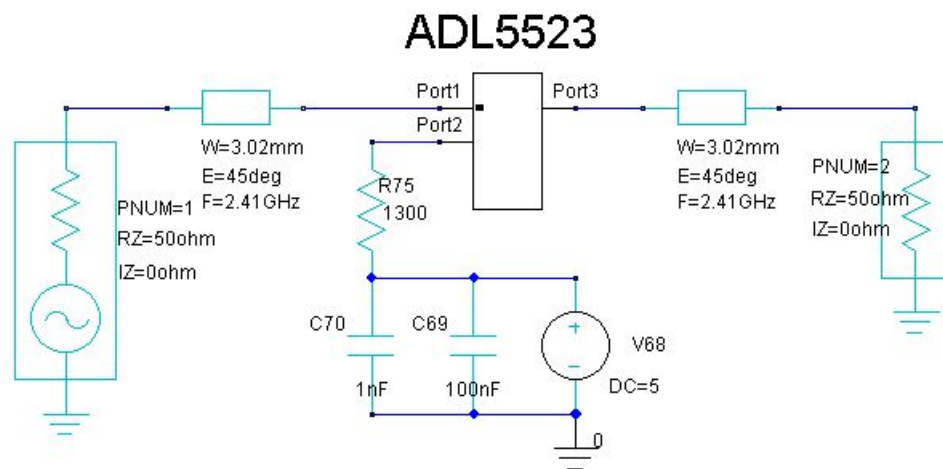 ADL5523
Port1
Port3
Port2
W=3.02mm
E=45deg
F=2.41GHz
W=3.02mm
E=45deg
F=2.41GHz
PNUM=1
RZ=50ohm
IZ=0ohm
R75
1300
PNUM=2
RZ=50ohm
IZ=0ohm
C70
1nF
C69
100nF
V68
DC=5
0